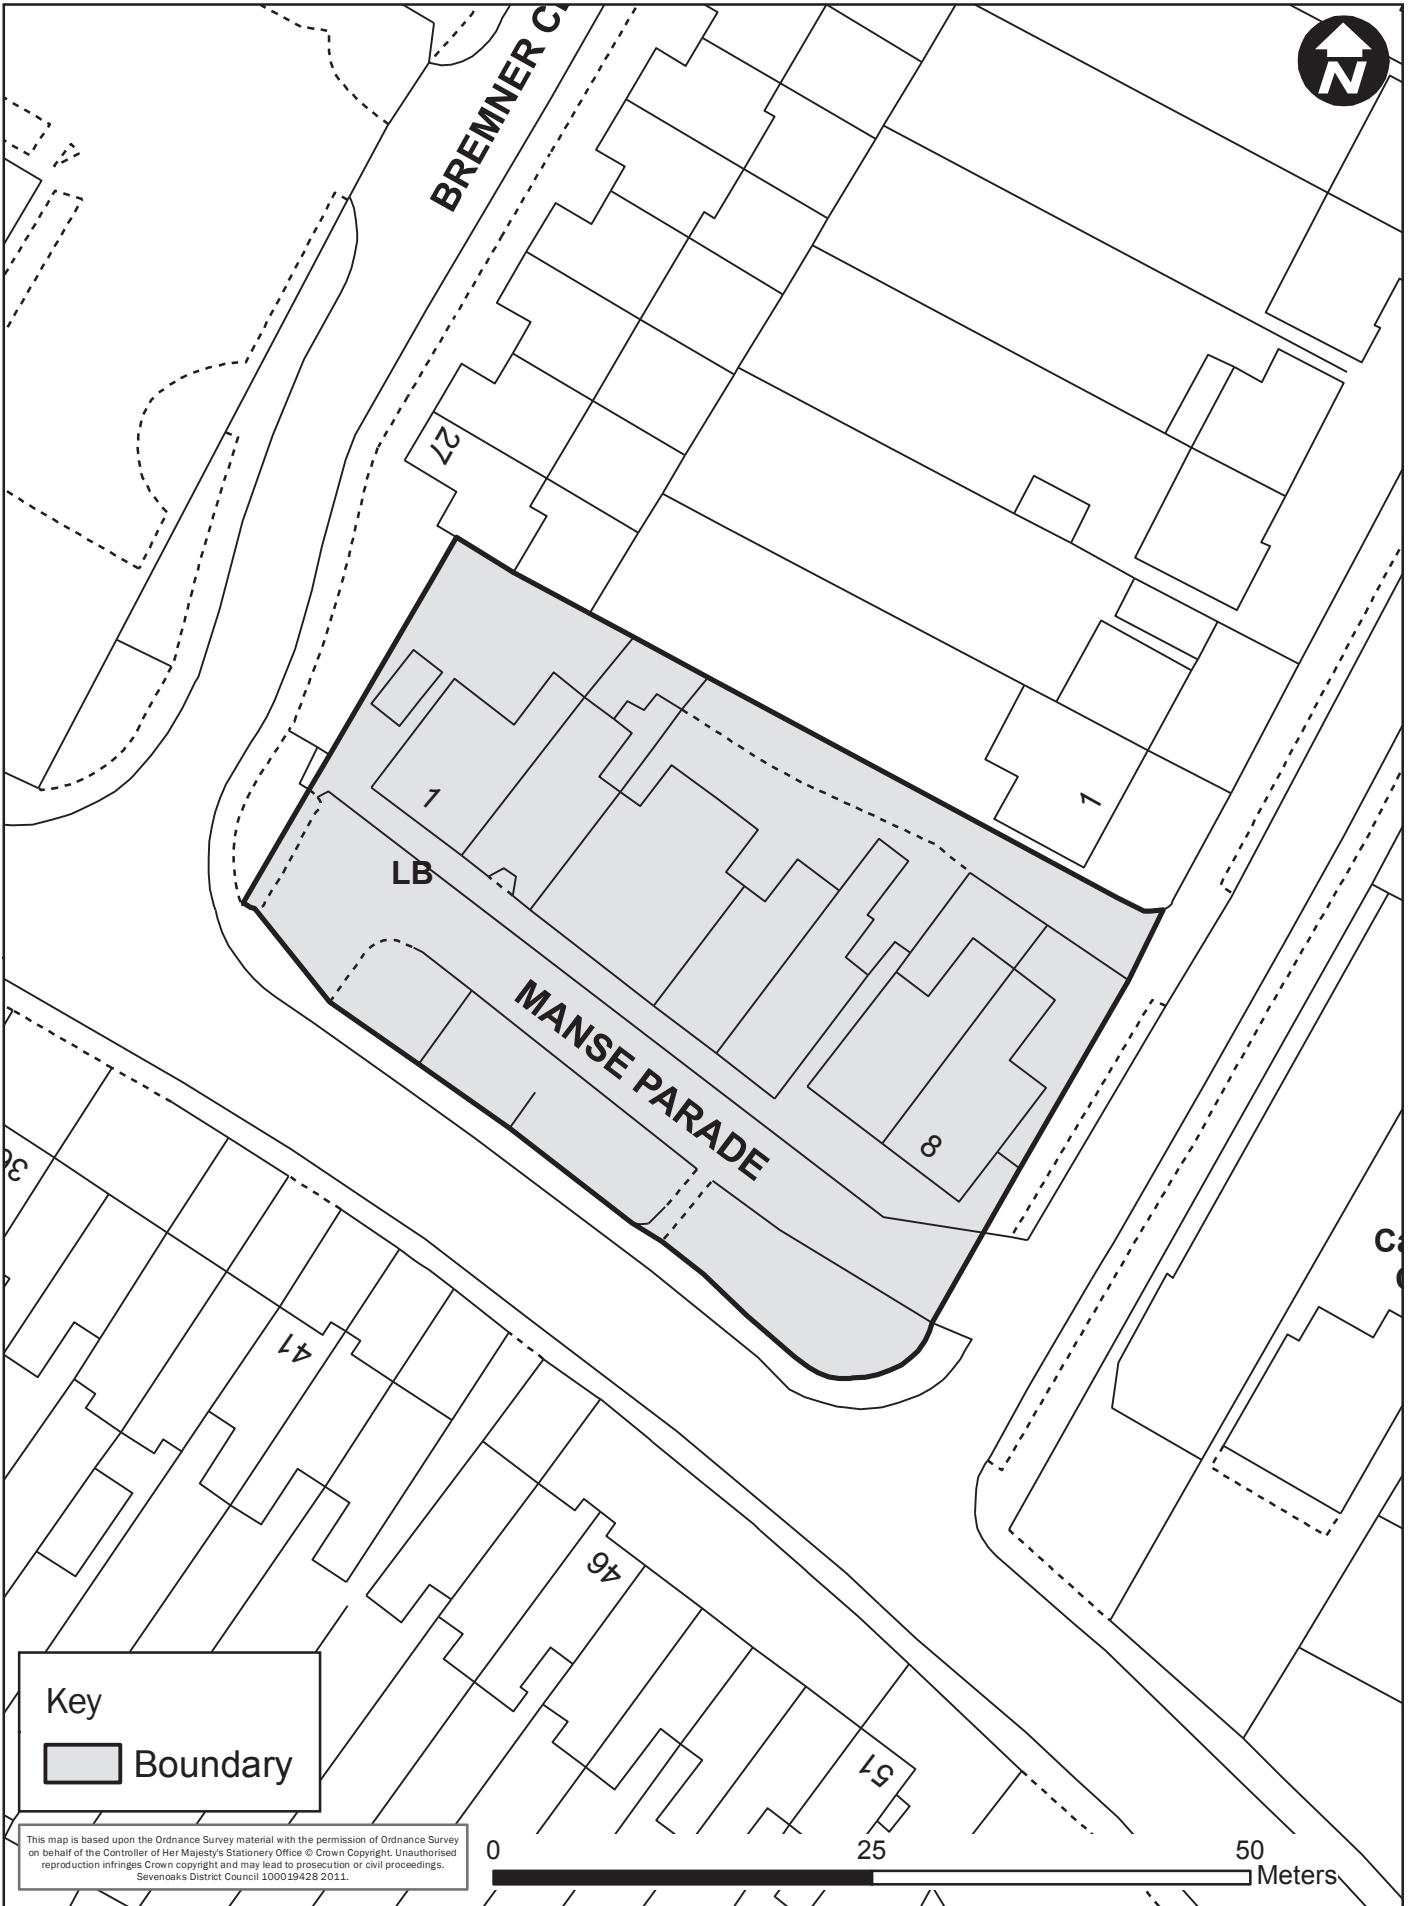 N
BREMNER
27
1
1
LB
MANSE PARADE
8
41
46
51
Key
Boundary
This map is based upon the Ordnance Survey material with the permission of Ordnance Survey
on behalf of the Controller of Her Majesty's Stationery Office © Crown Copyright. Unauthorised
reproduction infringes Crown copyright and may lead to prosecution or civil proceedings.
Sevenoaks District Council 100019428 2011.
0 25 50
Meters